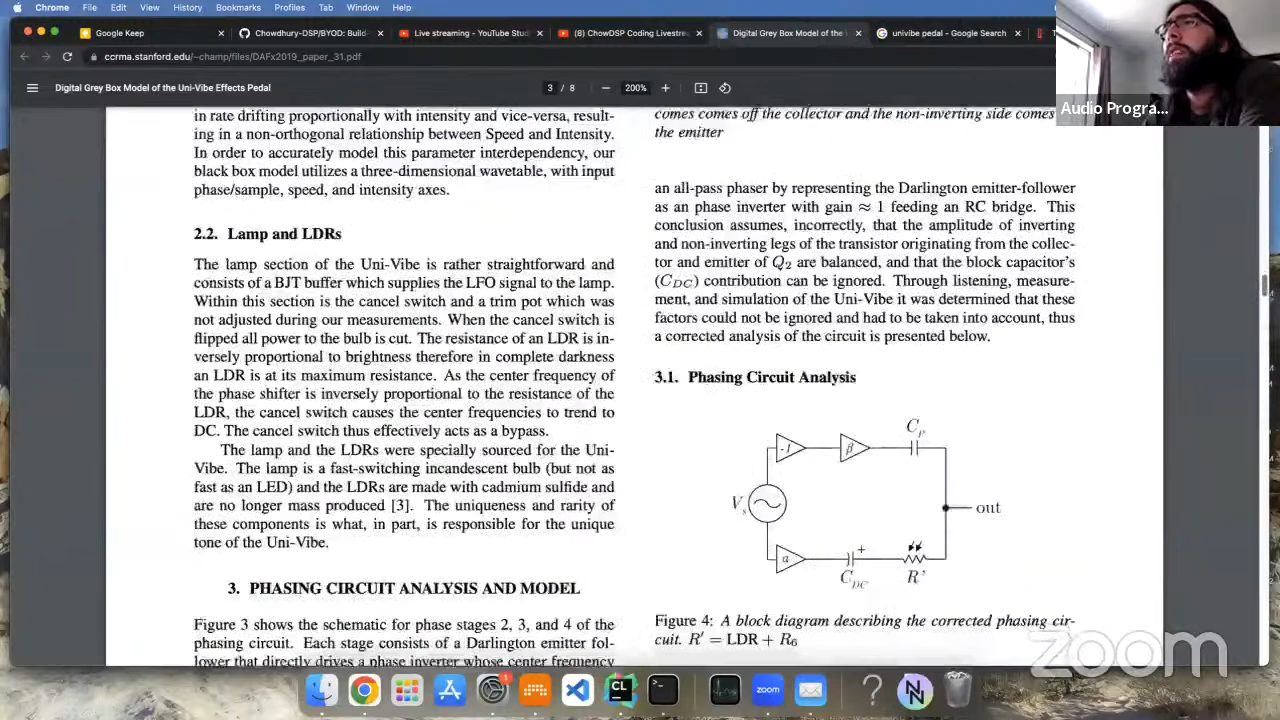 Chrome File Edit View History Bookmarks Profiles Tab Window Help
Google Keep
Chowdhury-DSP/BYOD: Build-
Live streaming - YouTube Stud
(8) ChowDSP Coding Livestrea
Digital Grey Box Model of the
univibe pedal - Google Search
ccrma.stanford.edu/~champ/files/DAFx2019_paper_31.pdf
Digital Grey Box Model of the Uni-Vibe Effects Pedal
3 / 8
200%
Audio Progra...
in rate drifting proportionally with intensity and vice-versa, result-
ing in a non-orthogonal relationship between Speed and Intensity.
In order to accurately model this parameter interdependency, our
black box model utilizes a three-dimensional wavetable, with input
phase/sample, speed, and intensity axes.
2.2. Lamp and LDRs
The lamp section of the Uni-Vibe is rather straightforward and
consists of a BJT buffer which supplies the LFO signal to the lamp.
Within this section is the cancel switch and a trim pot which was
not adjusted during our measurements. When the cancel switch is
flipped all power to the bulb is cut. The resistance of an LDR is in-
versely proportional to brightness therefore in complete darkness
an LDR is at its maximum resistance. As the center frequency of
the phase shifter is inversely proportional to the resistance of the
LDR, the cancel switch causes the center frequencies to trend to
DC. The cancel switch thus effectively acts as a bypass.
The lamp and the LDRs were specially sourced for the Uni-
Vibe. The lamp is a fast-switching incandescent bulb (but not as
fast as an LED) and the LDRs are made with cadmium sulfide and
are no longer mass produced [3]. The uniqueness and rarity of
these components is what, in part, is responsible for the unique
tone of the Uni-Vibe.
3. PHASING CIRCUIT ANALYSIS AND MODEL
Figure 3 shows the schematic for phase stages 2, 3, and 4 of the
phasing circuit. Each stage consists of a Darlington emitter fol-
lower that directly drives a phase inverter whose center frequency
comes comes off the collector and the non-inverting side comes
the emitter
an all-pass phaser by representing the Darlington emitter-follower
as an phase inverter with gain ≈ 1 feeding an RC bridge. This
conclusion assumes, incorrectly, that the amplitude of inverting
and non-inverting legs of the transistor originating from the collec-
tor and emitter of Q2 are balanced, and that the block capacitor's
(CDC) contribution can be ignored. Through listening, measure-
ment, and simulation of the Uni-Vibe it was determined that these
factors could not be ignored and had to be taken into account, thus
a corrected analysis of the circuit is presented below.
3.1. Phasing Circuit Analysis
Cp
-1
β
Vs
out
α
+
CDC
R'
Figure 4: A block diagram describing the corrected phasing cir-
cuit. R′ = LDR + R6
zoom
1
CL
zoom